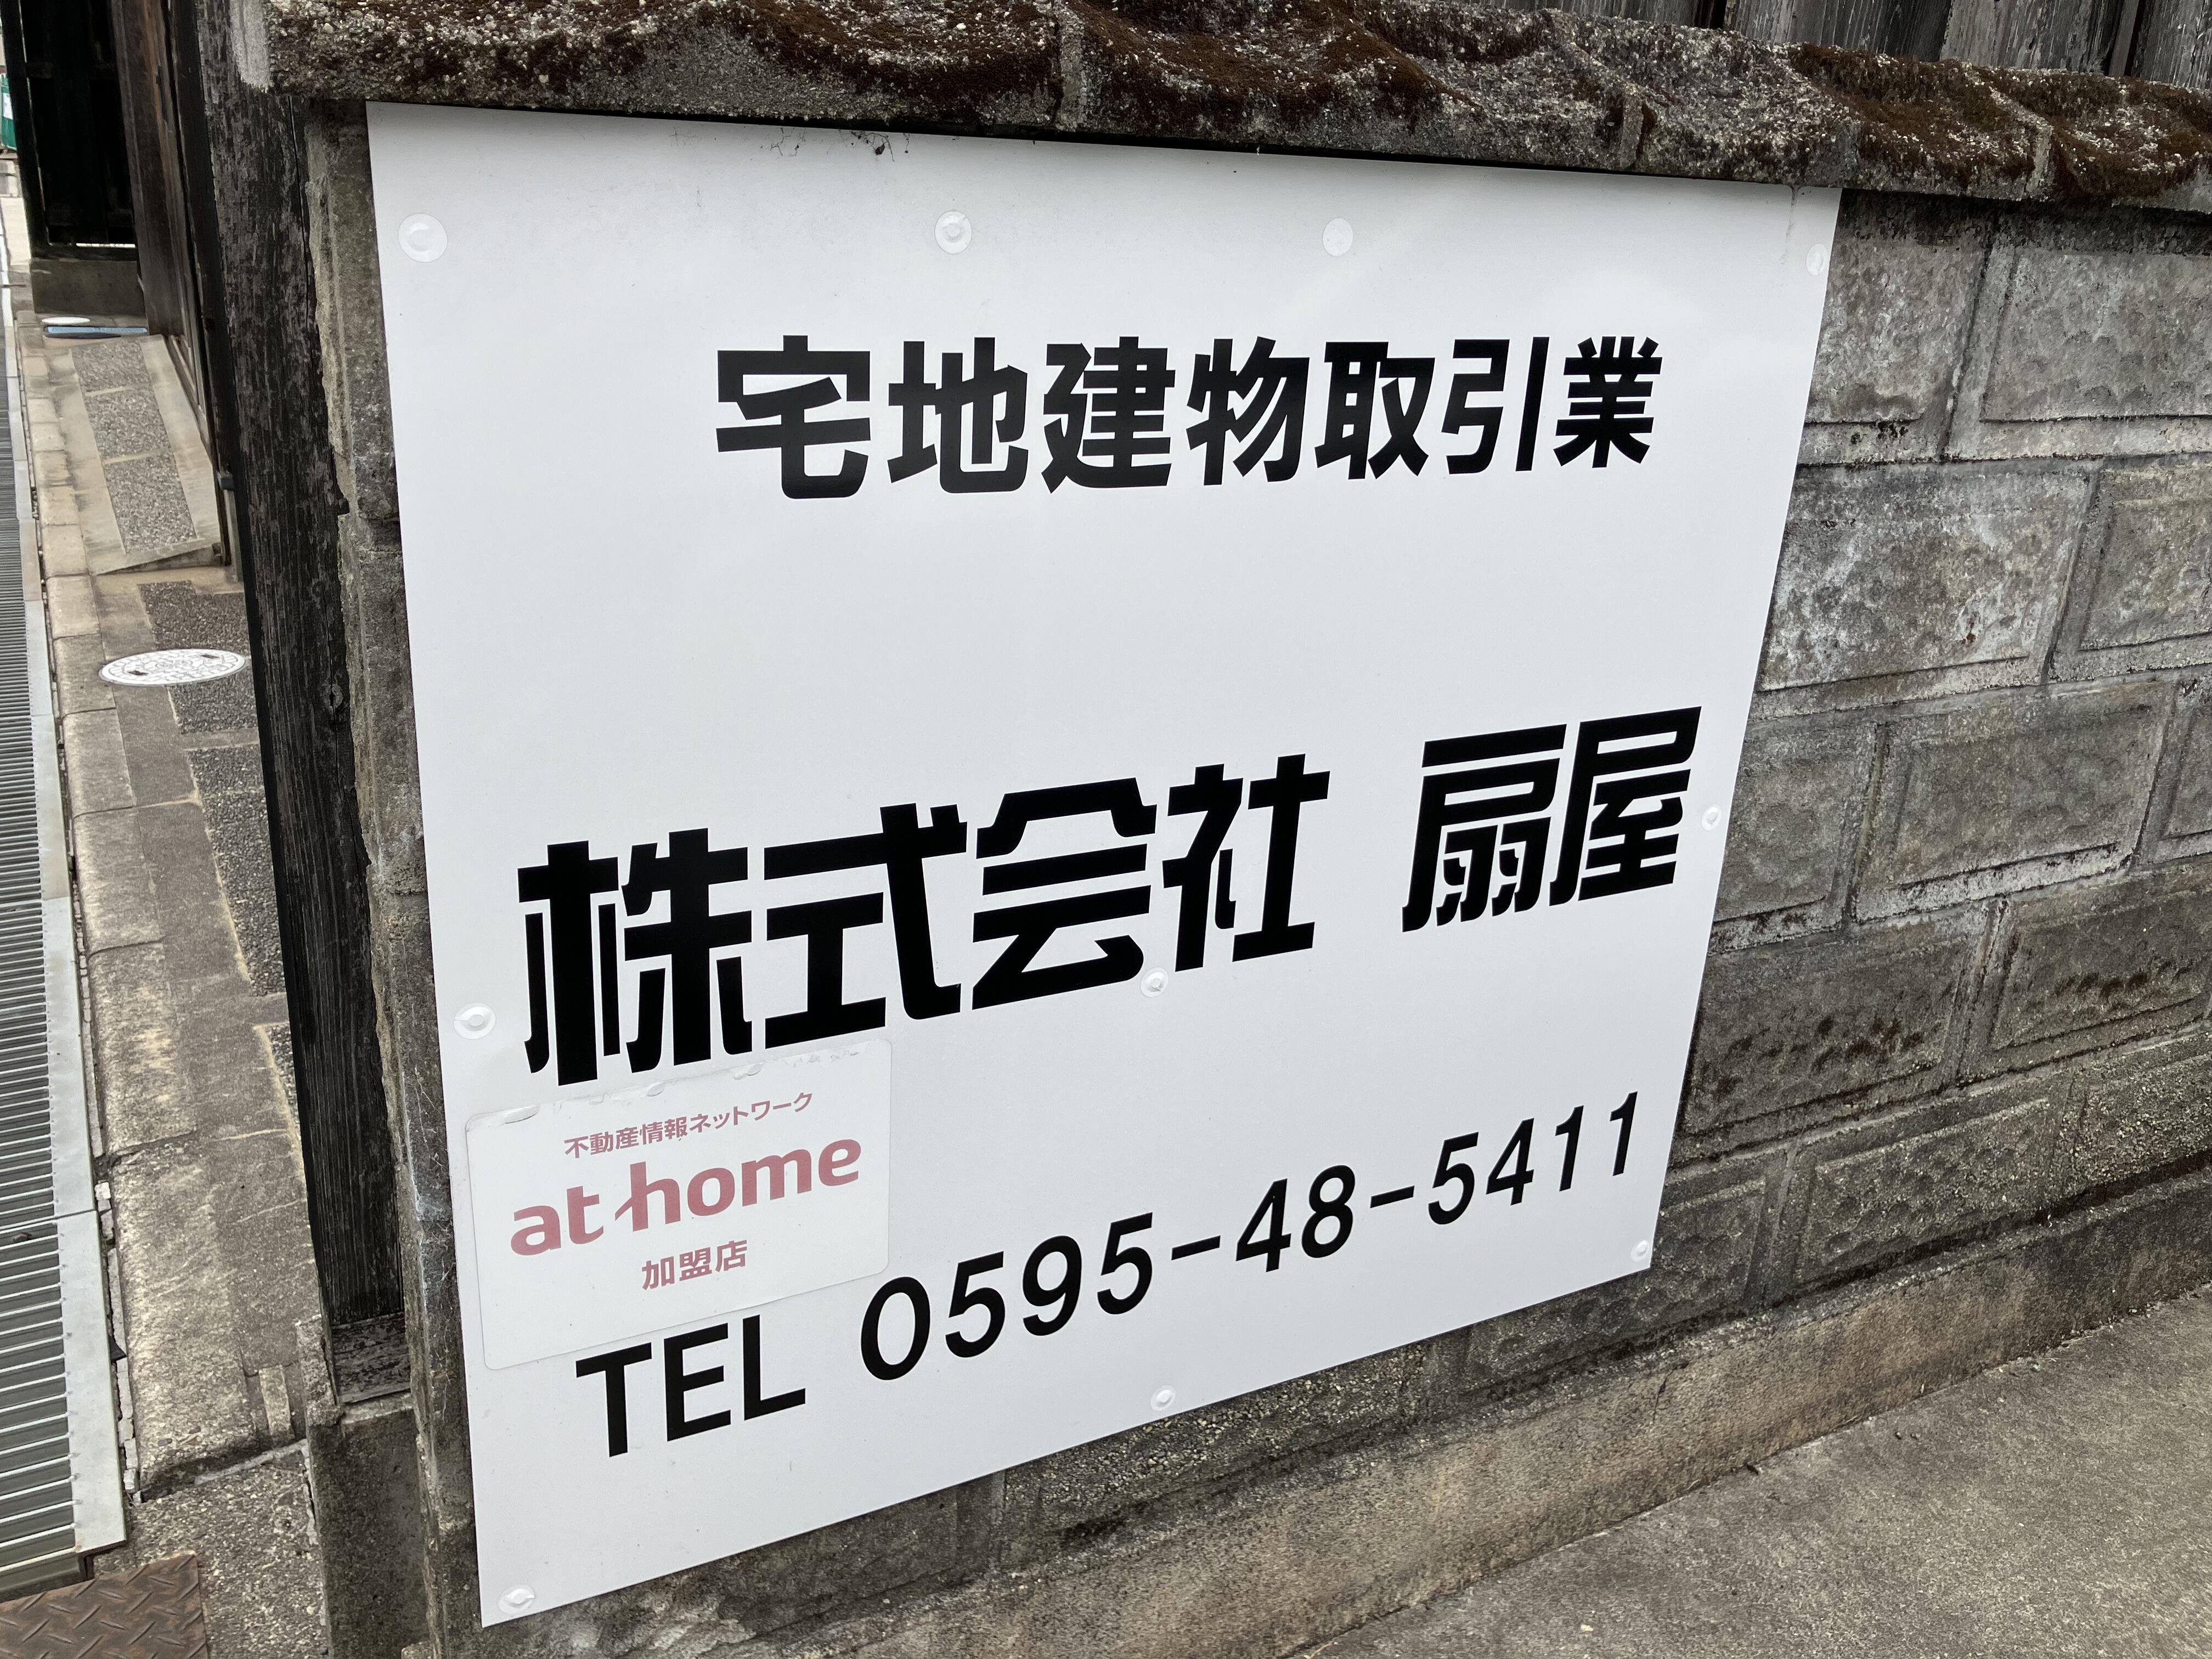 宅地建物取引業
株式会社 扇屋
不動産情報ネットワーク
at home
加盟店
TEL 0595-48-5411